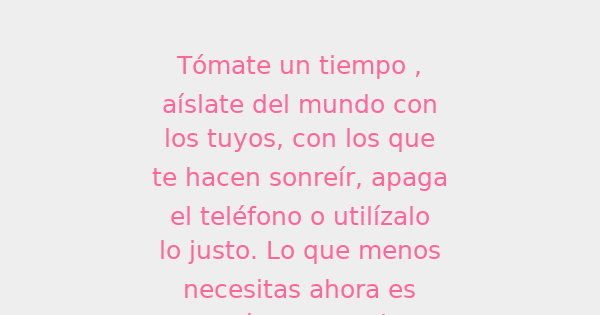 Tómate un tiempo ,
aíslate del mundo con
los tuyos, con los que
te hacen sonreír, apaga
el teléfono o utilízalo
lo justo. Lo que menos
necesitas ahora es